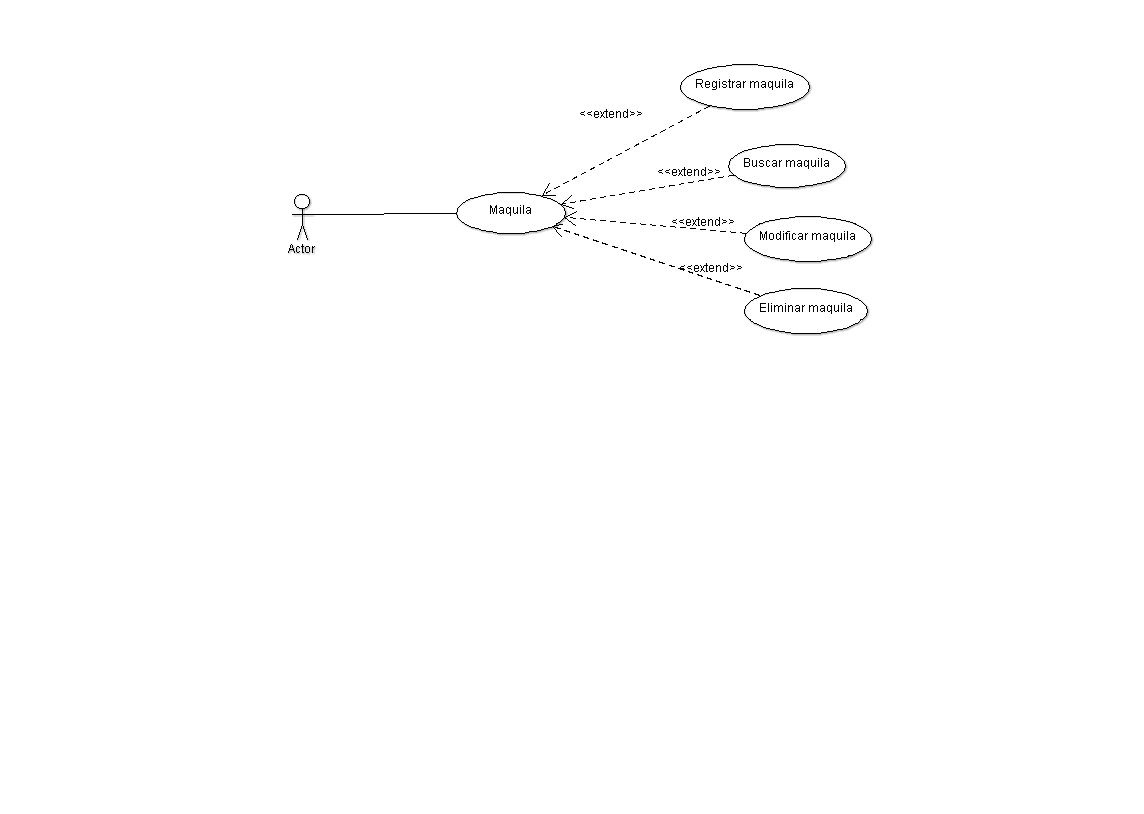 Registrar maquila
<<extend>>
Buscar maquila
<<extend>>
Maquila
<<extend>>
Modificar maquila
Actor
<<extend>>
Eliminar maquila